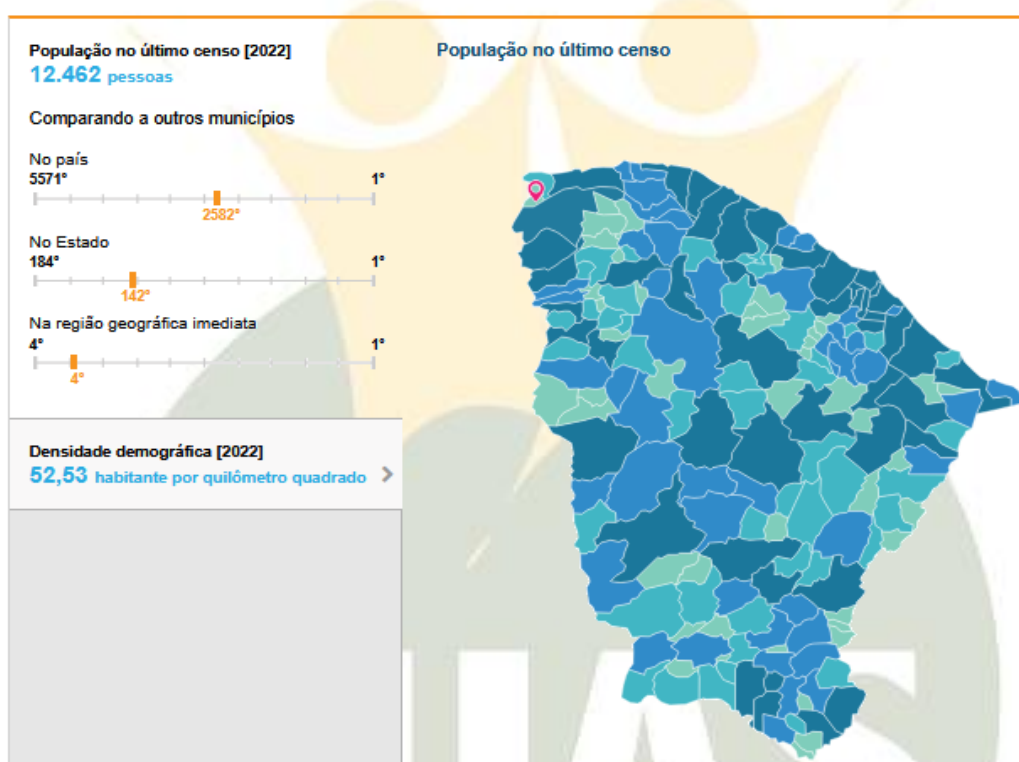 População no último censo [2022]
12.462 pessoas
Comparando a outros municípios
No país
5571° 1°
2582°
No Estado
184° 1°
142°
Na região geográfica imediata
4° 1°
4°
Densidade demográfica [2022]
52,53 habitante por quilômetro quadrado
População no último censo